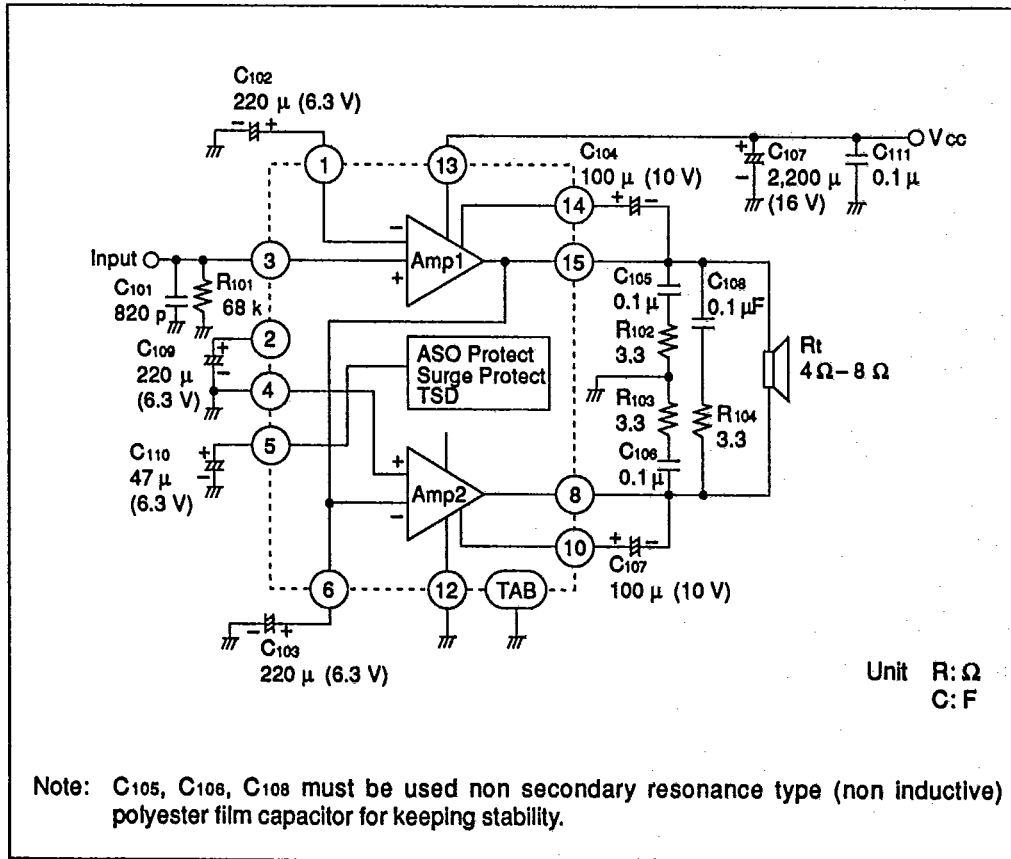 C102
220 μ (6.3 V)
− +
1
13
C104
100 μ (10 V)
+ −
Vcc
+
−
C107
2,200 μ
(16 V)
C111
0.1 μ
14
Input
3
−
Amp1
+
15
C101
820 p
R101
68 k
C105
0.1 μ
C108
0.1 μF
2
C109
220 μ
(6.3 V)
+
−
ASO Protect
Surge Protect
TSD
R102
3.3
Rt
4 Ω – 8 Ω
4
R103
3.3
R104
3.3
5
C110
47 μ
(6.3 V)
+
−
+
Amp2
−
C106
0.1 μ
8
10
+ −
C107
100 μ (10 V)
6
12
TAB
− +
C103
220 μ (6.3 V)
Unit R: Ω
C: F
Note: C105, C106, C108 must be used non secondary resonance type (non inductive)
polyester film capacitor for keeping stability.